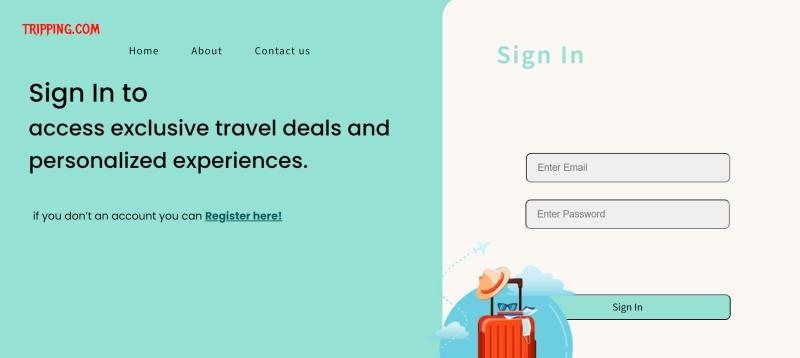 TRIPPING.COM
Home About Contact us
Sign In to
access exclusive travel deals and
personalized experiences.
if you don't an account you can Register here!
Sign In
Enter Email
Enter Password
Sign In